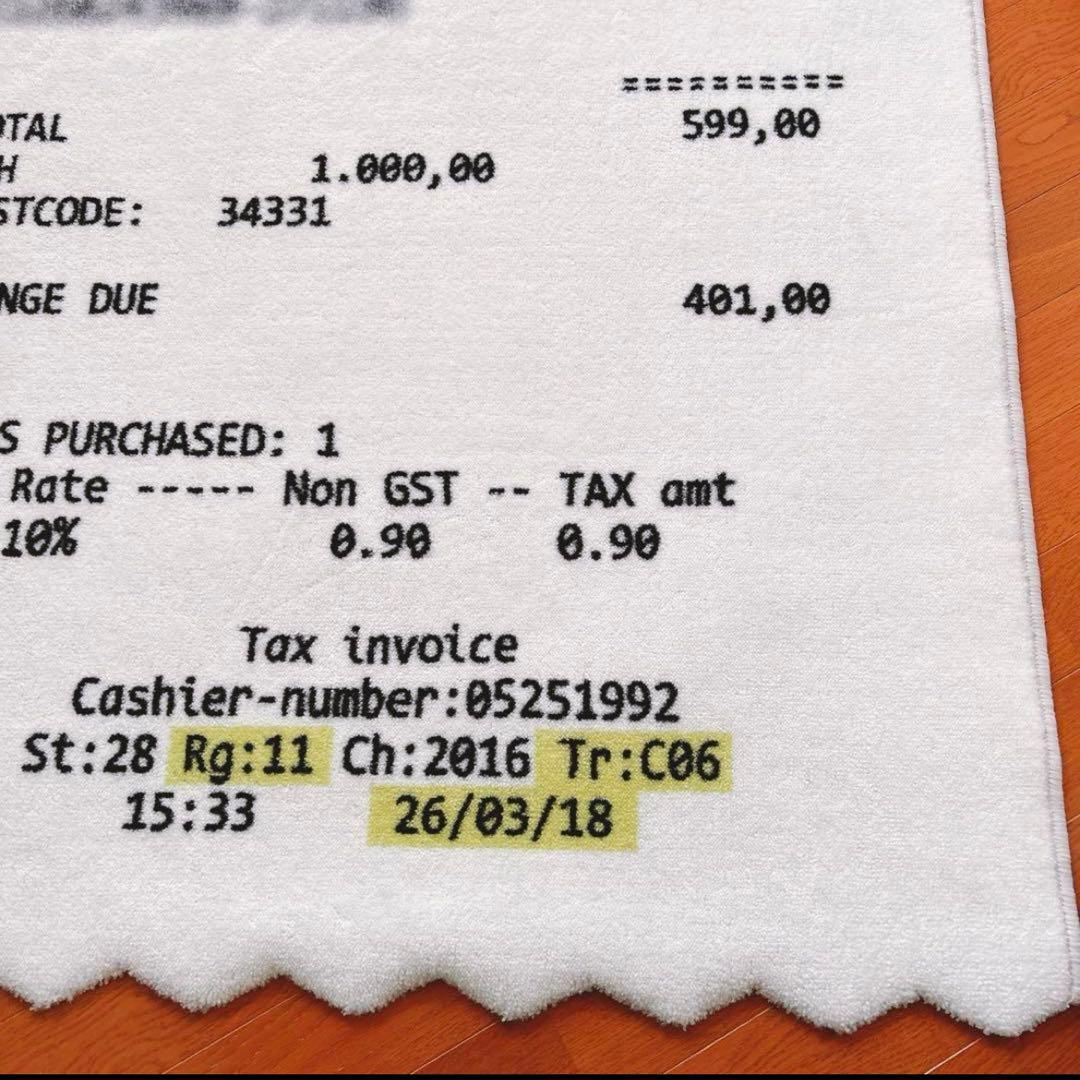 ==========
OTAL 599,00
H 1.000,00
STCODE: 34331
NGE DUE 401,00
S PURCHASED: 1
Rate ----- Non GST -- TAX amt
10% 0.90 0.90
Tax invoice
Cashier-number:05251992
St:28 Rg:11 Ch:2016 Tr:C06
15:33 26/03/18